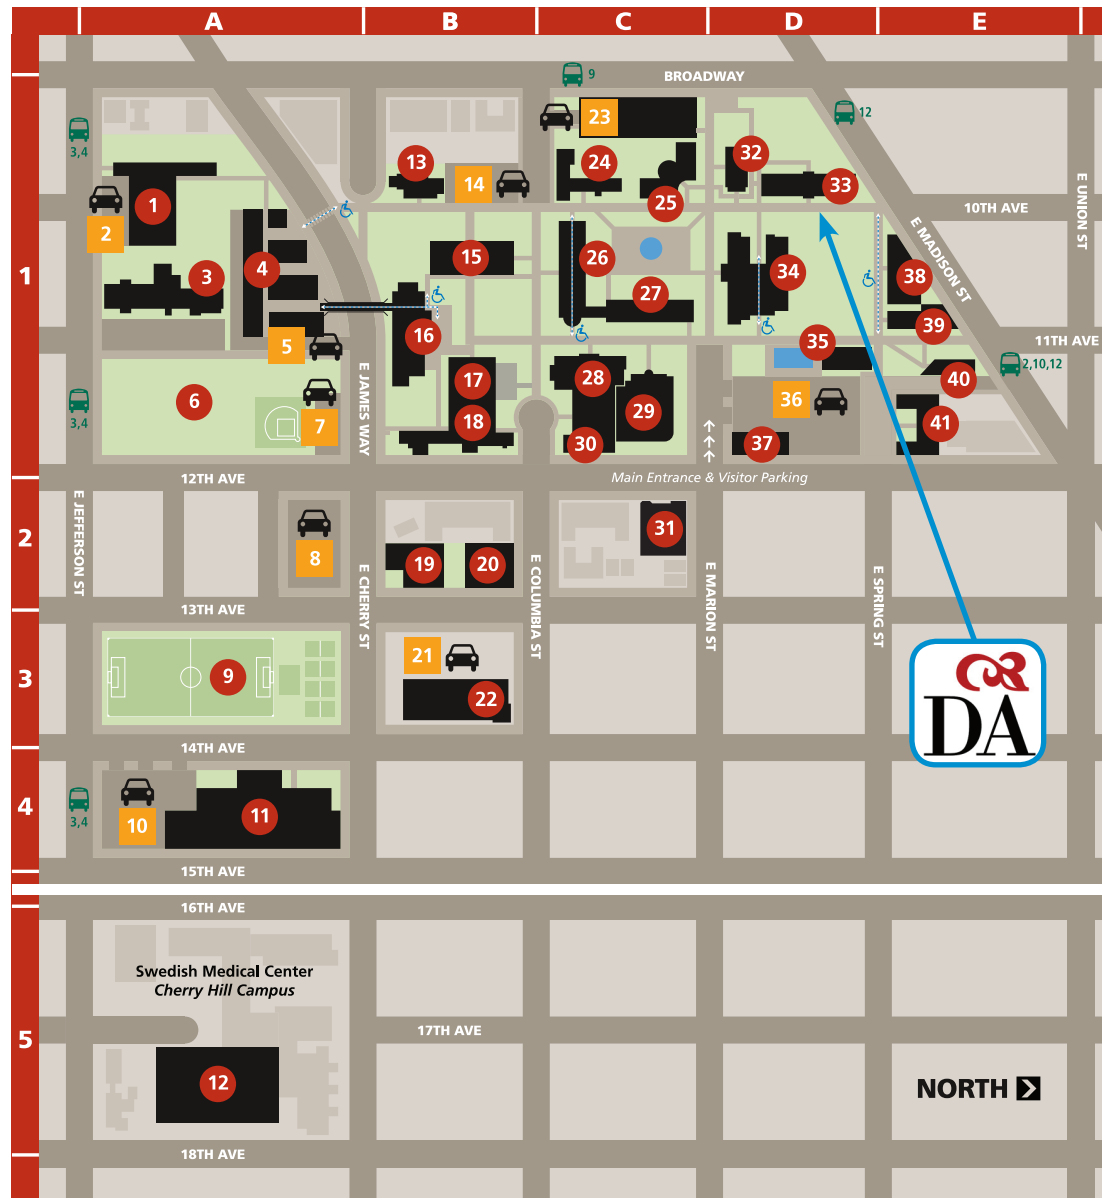 A B C D E
BROADWAY
9
12
3,4
23
13
24
32
14
33
1
25
2
10TH AVE
E UNION ST
E MADISON ST
15
26
34
4
3
38
1
27
16
39
5
35
11TH AVE
2,10,12
17
28
40
6
3,4
36
7
E JAMES WAY
18
29
41
30
37
12TH AVE
Main Entrance & Visitor Parking
E JEFFERSON ST
2
8
31
19
20
E CHERRY ST
E COLUMBIA ST
E MARION ST
E SPRING ST
13TH AVE
3
9
21
22
DA
14TH AVE
4
3,4
10
11
15TH AVE
16TH AVE
Swedish Medical Center
Cherry Hill Campus
5
17TH AVE
12
NORTH
18TH AVE